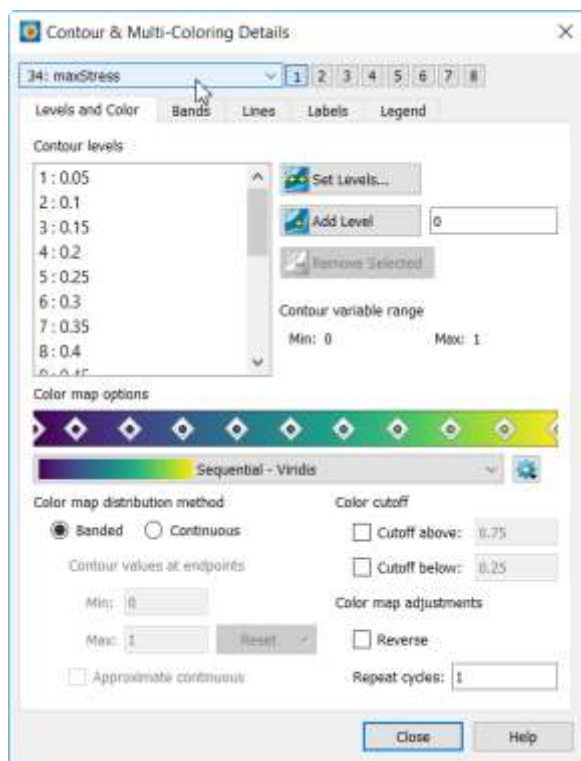 Contour & Multi-Coloring Details
34: maxStress 1 2 3 4 5 6 7 8
Levels and Color Bands Lines Labels Legend
Contour levels
1 : 0.05
2 : 0.1
3 : 0.15
4 : 0.2
5 : 0.25
6 : 0.3
7 : 0.35
8 : 0.4
9 : 0.45
Set Levels...
Add Level 0
Remove Selected
Contour variable range
Min: 0 Max: 1
Color map options
Sequential - Viridis
Color map distribution method
Banded Continuous
Contour values at endpoints
Min: 0
Max: 1 Reset
Approximate continuous
Color cutoff
Cutoff above: 0.75
Cutoff below: 0.25
Color map adjustments
Reverse
Repeat cycles: 1
Close Help